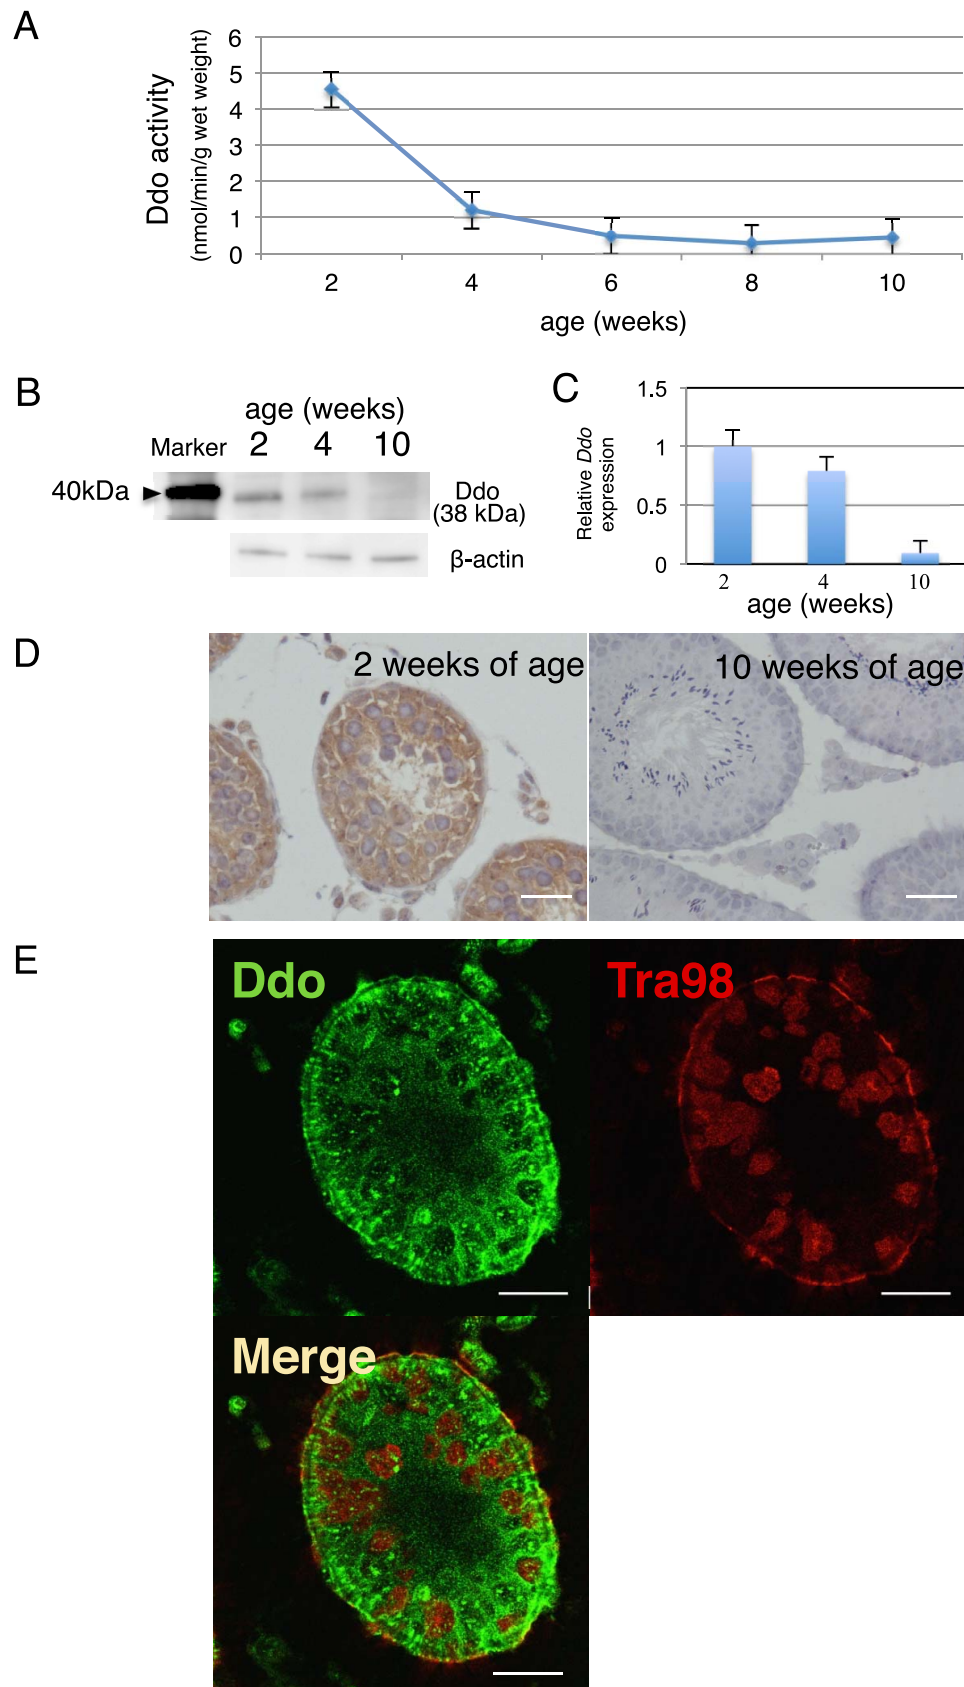 A
6
5
4
3
2
1
0
Ddo activity
(nmol/min/g wet weight)
2 4 6 8 10
age (weeks)
B
age (weeks)
Marker 2 4 10
40kDa
Ddo
(38 kDa)
β-actin
C
1.5
1
0.5
0
Relative Ddo
expression
2 4 10
age (weeks)
D
2 weeks of age
10 weeks of age
E
Ddo
Tra98
Merge